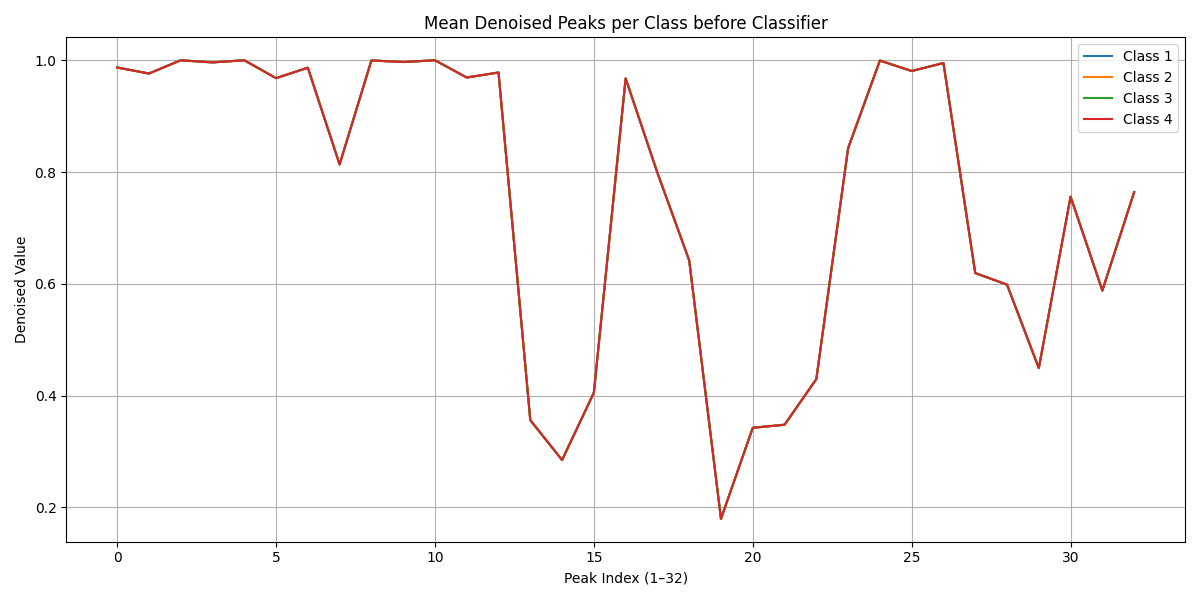 Mean Denoised Peaks per Class before Classifier
1.0
0.8
0.6
0.4
0.2
Denoised Value
Class 1
Class 2
Class 3
Class 4
0 5 10 15 20 25 30
Peak Index (1–32)